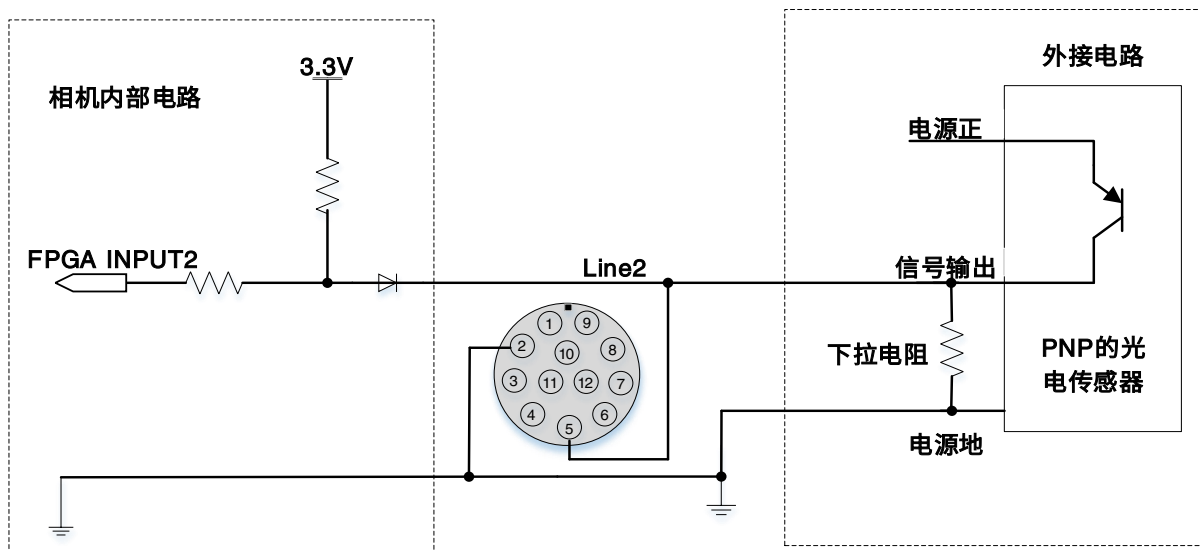 外接电路
3.3V
相机内部电路
电源正
FPGA INPUT2
Line2
信号输出
1
9
2
10
8
下拉电阻
PNP的光
电传感器
3
11
12
7
4
6
5
电源地